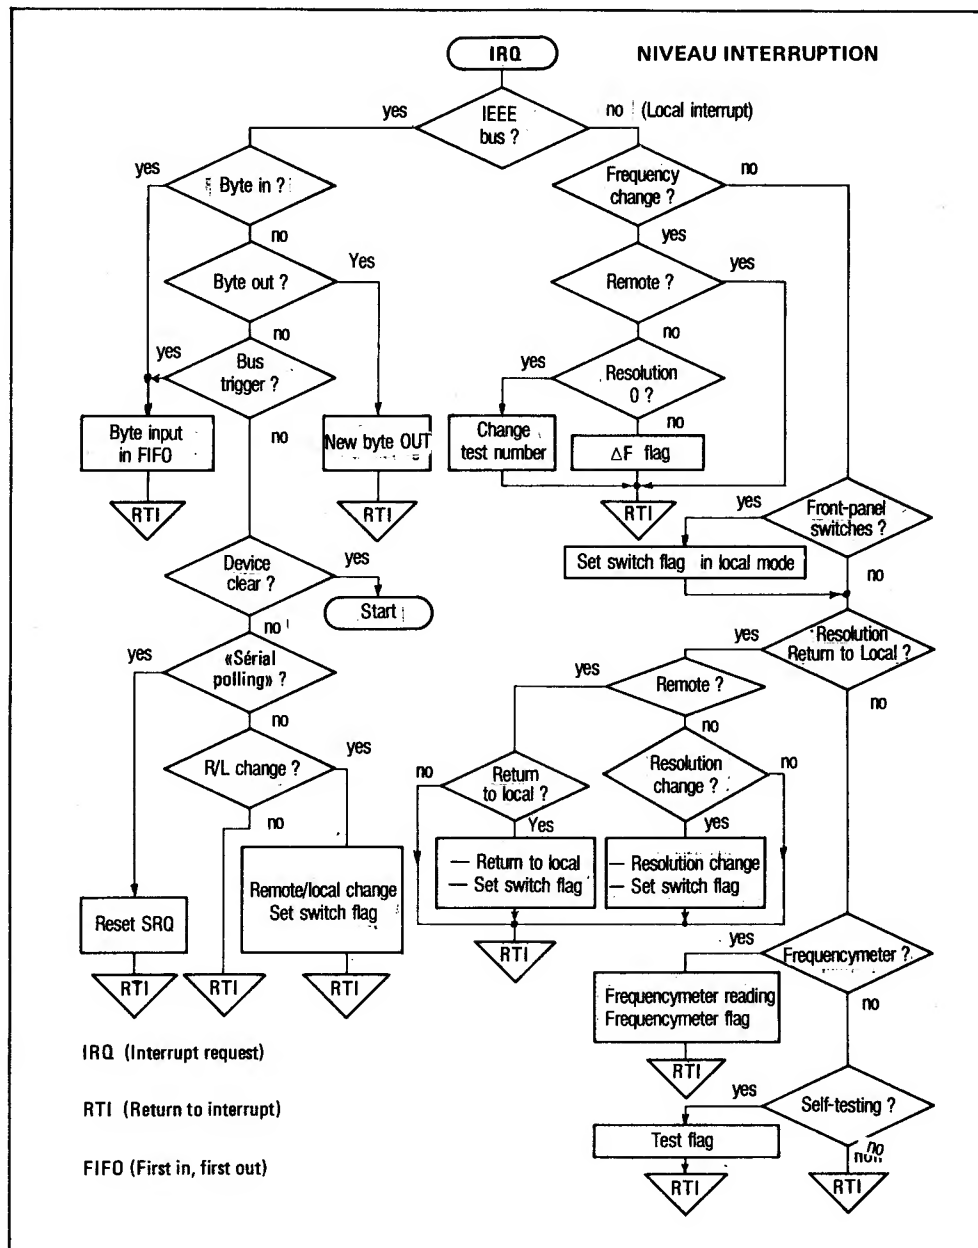 IRQ
NIVEAU INTERRUPTION
yes
IEEE
bus ?
no (Local interrupt)
yes
Byte in ?
Frequency
change ?
no
no
yes
Byte out ?
Yes
Remote ?
yes
no
no
yes
Bus
trigger ?
yes
Resolution
0 ?
Byte input
in FIFO
no
New byte OUT
Change
test number
no
ΔF flag
RTI
RTI
RTI
yes
Front-panel
switches ?
Device
clear ?
yes
Set switch flag in local mode
Start
no
no
yes
Resolution
Return to Local ?
yes
«Sérial
polling» ?
yes
Remote ?
no
no
no
R/L change ?
yes
no
Return
to local ?
Resolution
change ?
no
no
Yes
yes
Remote/local change
Set switch flag
— Return to local
— Set switch flag
— Resolution change
— Set switch flag
Reset SRQ
RTI
yes
Frequencymeter ?
RTI
RTI
RTI
Frequencymeter reading
Frequencymeter flag
no
IRQ (Interrupt request)
RTI
RTI (Return to interrupt)
yes
Self-testing ?
Test flag
no
non
FIFO (First in, first out)
RTI
RTI